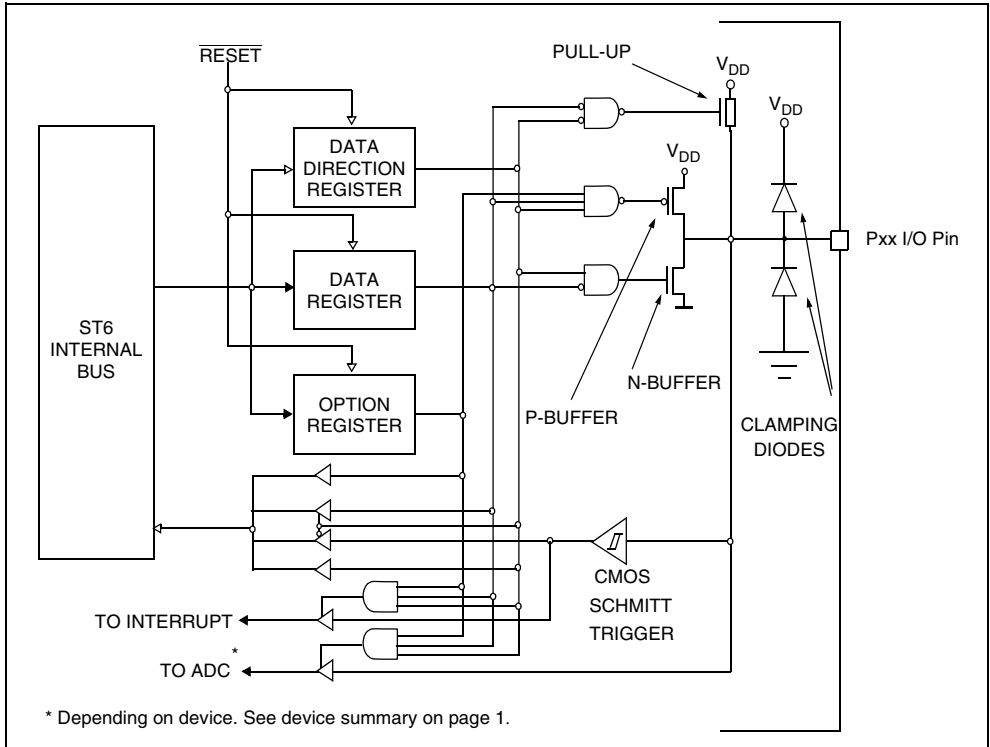 RESET
PULL-UP
VDD
VDD
DATA
DIRECTION
REGISTER
VDD
Pxx I/O Pin
DATA
REGISTER
ST6
INTERNAL
BUS
N-BUFFER
OPTION
REGISTER
P-BUFFER
CLAMPING
DIODES
CMOS
SCHMITT
TRIGGER
TO INTERRUPT
TO ADC *
* Depending on device. See device summary on page 1.